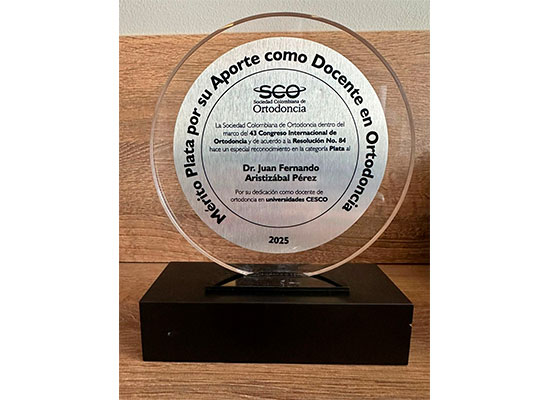 Mérito Plata por su Aporte como Docente en Ortodoncia
SCO
Sociedad Colombiana de
Ortodoncia
La Sociedad Colombiana de Ortodoncia dentro del
marco del 43 Congreso Internacional de
Ortodoncia y de acuerdo a la Resolución No. 84
hace un especial reconocimiento en la categoría Plata al
Dr. Juan Fernando
Aristizábal Pérez
Por su dedicación como docente de
ortodoncia en universidades CESCO
2025